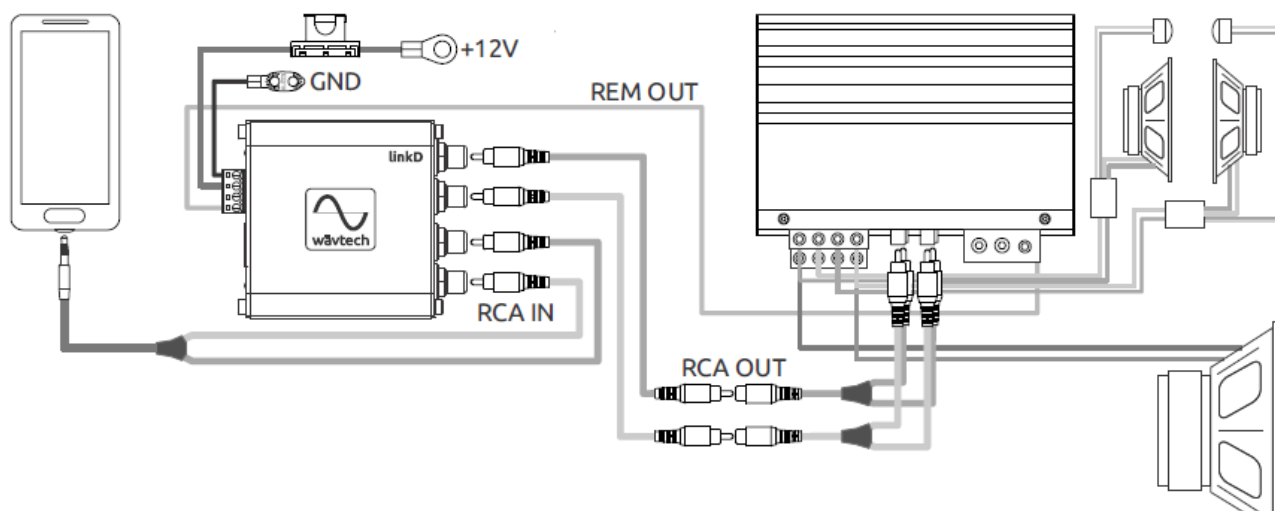 +12V
GND
REM OUT
linkD
wāvtech
RCA IN
RCA OUT